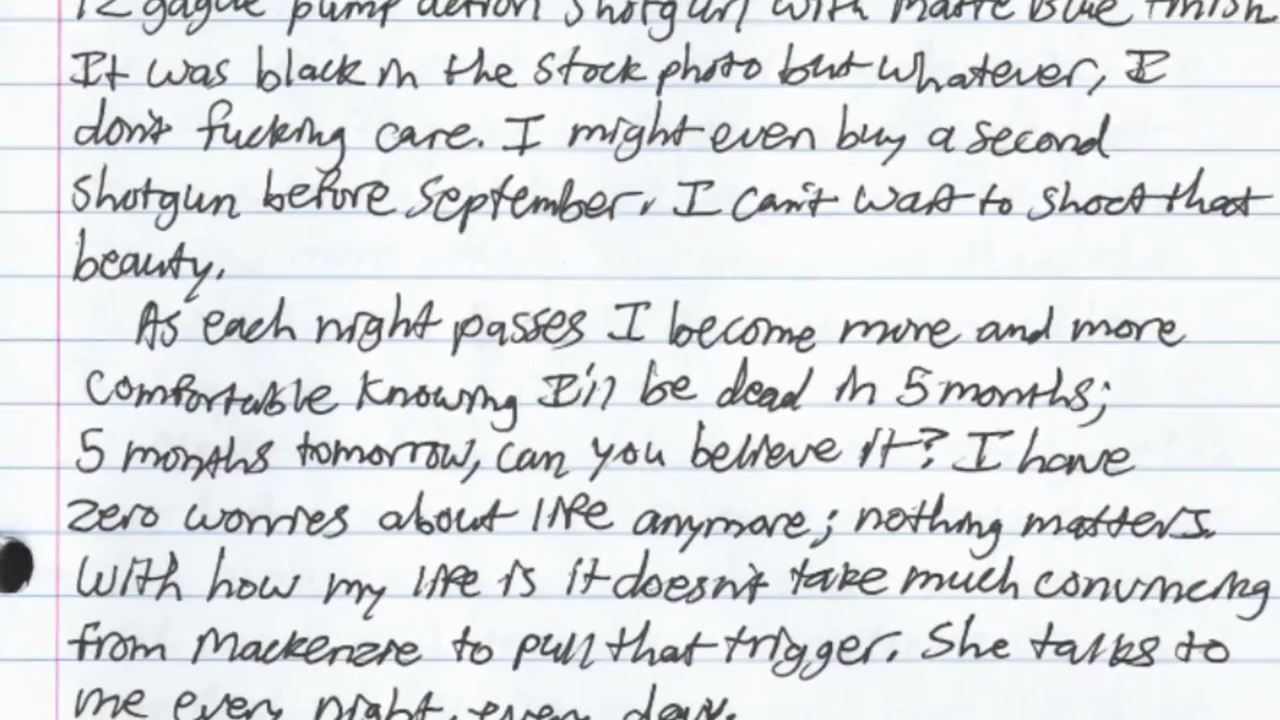 12 gague pump action shotgun with matte blue finish.
It was black in the stock photo but whatever, I
don't fucking care. I might even buy a second
shotgun before September. I can't wait to shoot that
beauty.
As each night passes I become more and more
comfortable knowing I'll be dead in 5 months;
5 months tomorrow, can you believe it? I have
zero worries about life anymore; nothing matters.
With how my life is it doesn't take much convincing
from Mackenzie to pull that trigger. She talks to
me every night, every day.